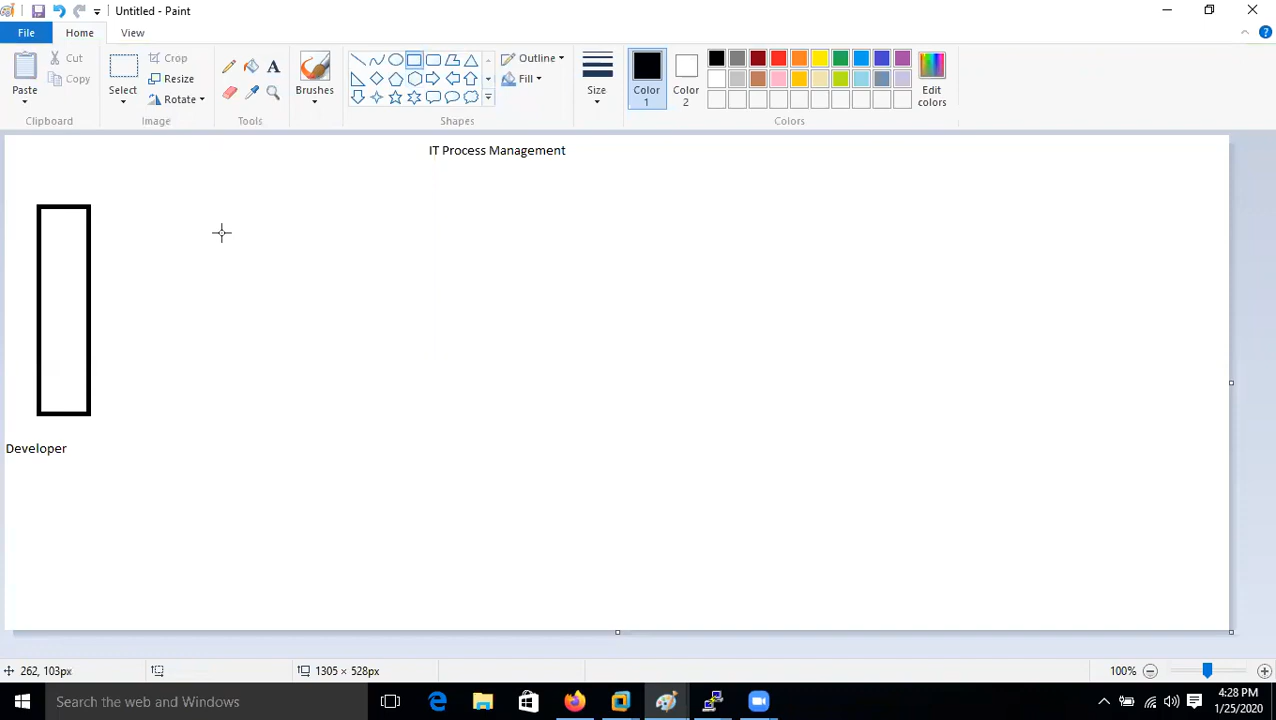 Untitled - Paint
File
Home
View
Paste
Cut
Copy
Clipboard
Select
Crop
Resize
Rotate
Image
A
Tools
Brushes
Outline
Fill
Shapes
Size
Color
1
Color
2
Edit
colors
Colors
IT Process Management
Developer
262, 103px
1305 × 528px
100%
Search the web and Windows
4:28 PM
1/25/2020